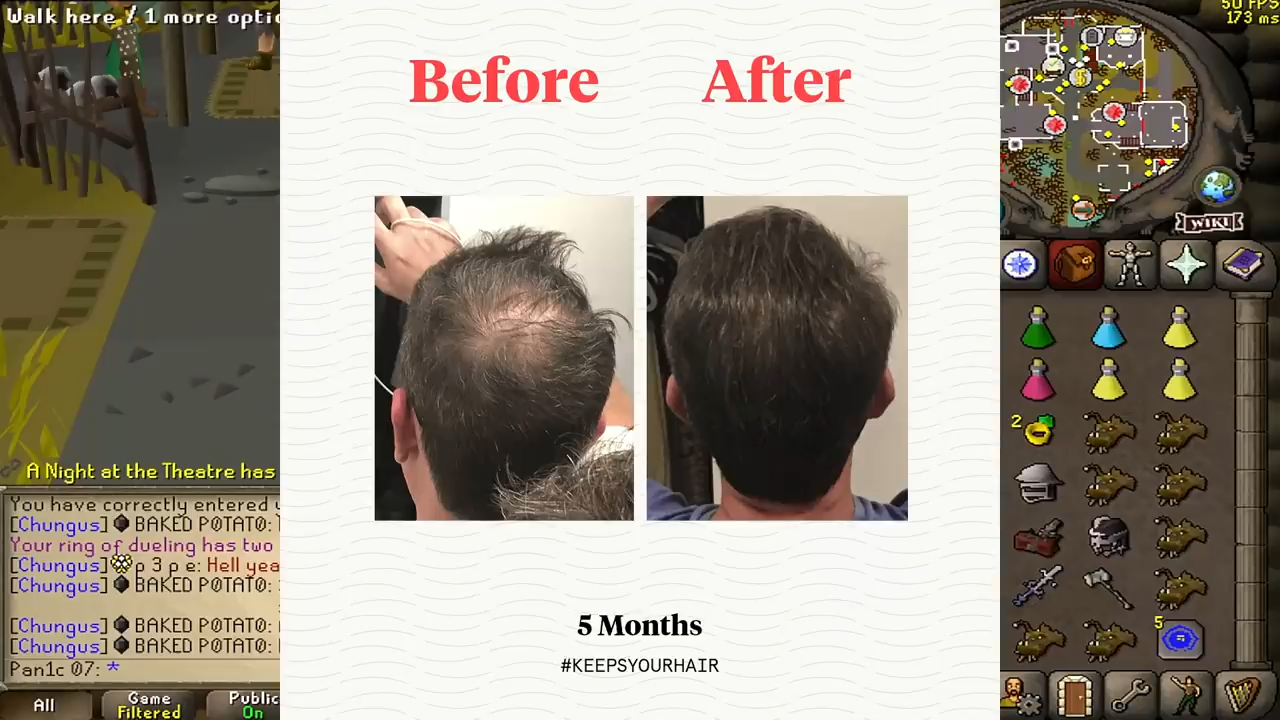 Walk here / 1 more optio
50 FPS
173 ms
Before After
WIKI
2
A Night at the Theatre has
You have correctly entered
[Chungus] BAKED POTATO:
Your ring of dueling has two
[Chungus] p 3 p e: Hell yea
[Chungus] BAKED POTATO:
[Chungus] BAKED POTATO:
[Chungus] BAKED POTATO:
Pan1c 07: *
5 Months
5
#KEEPSYOURHAIR
All
Game
Filtered
Public
On